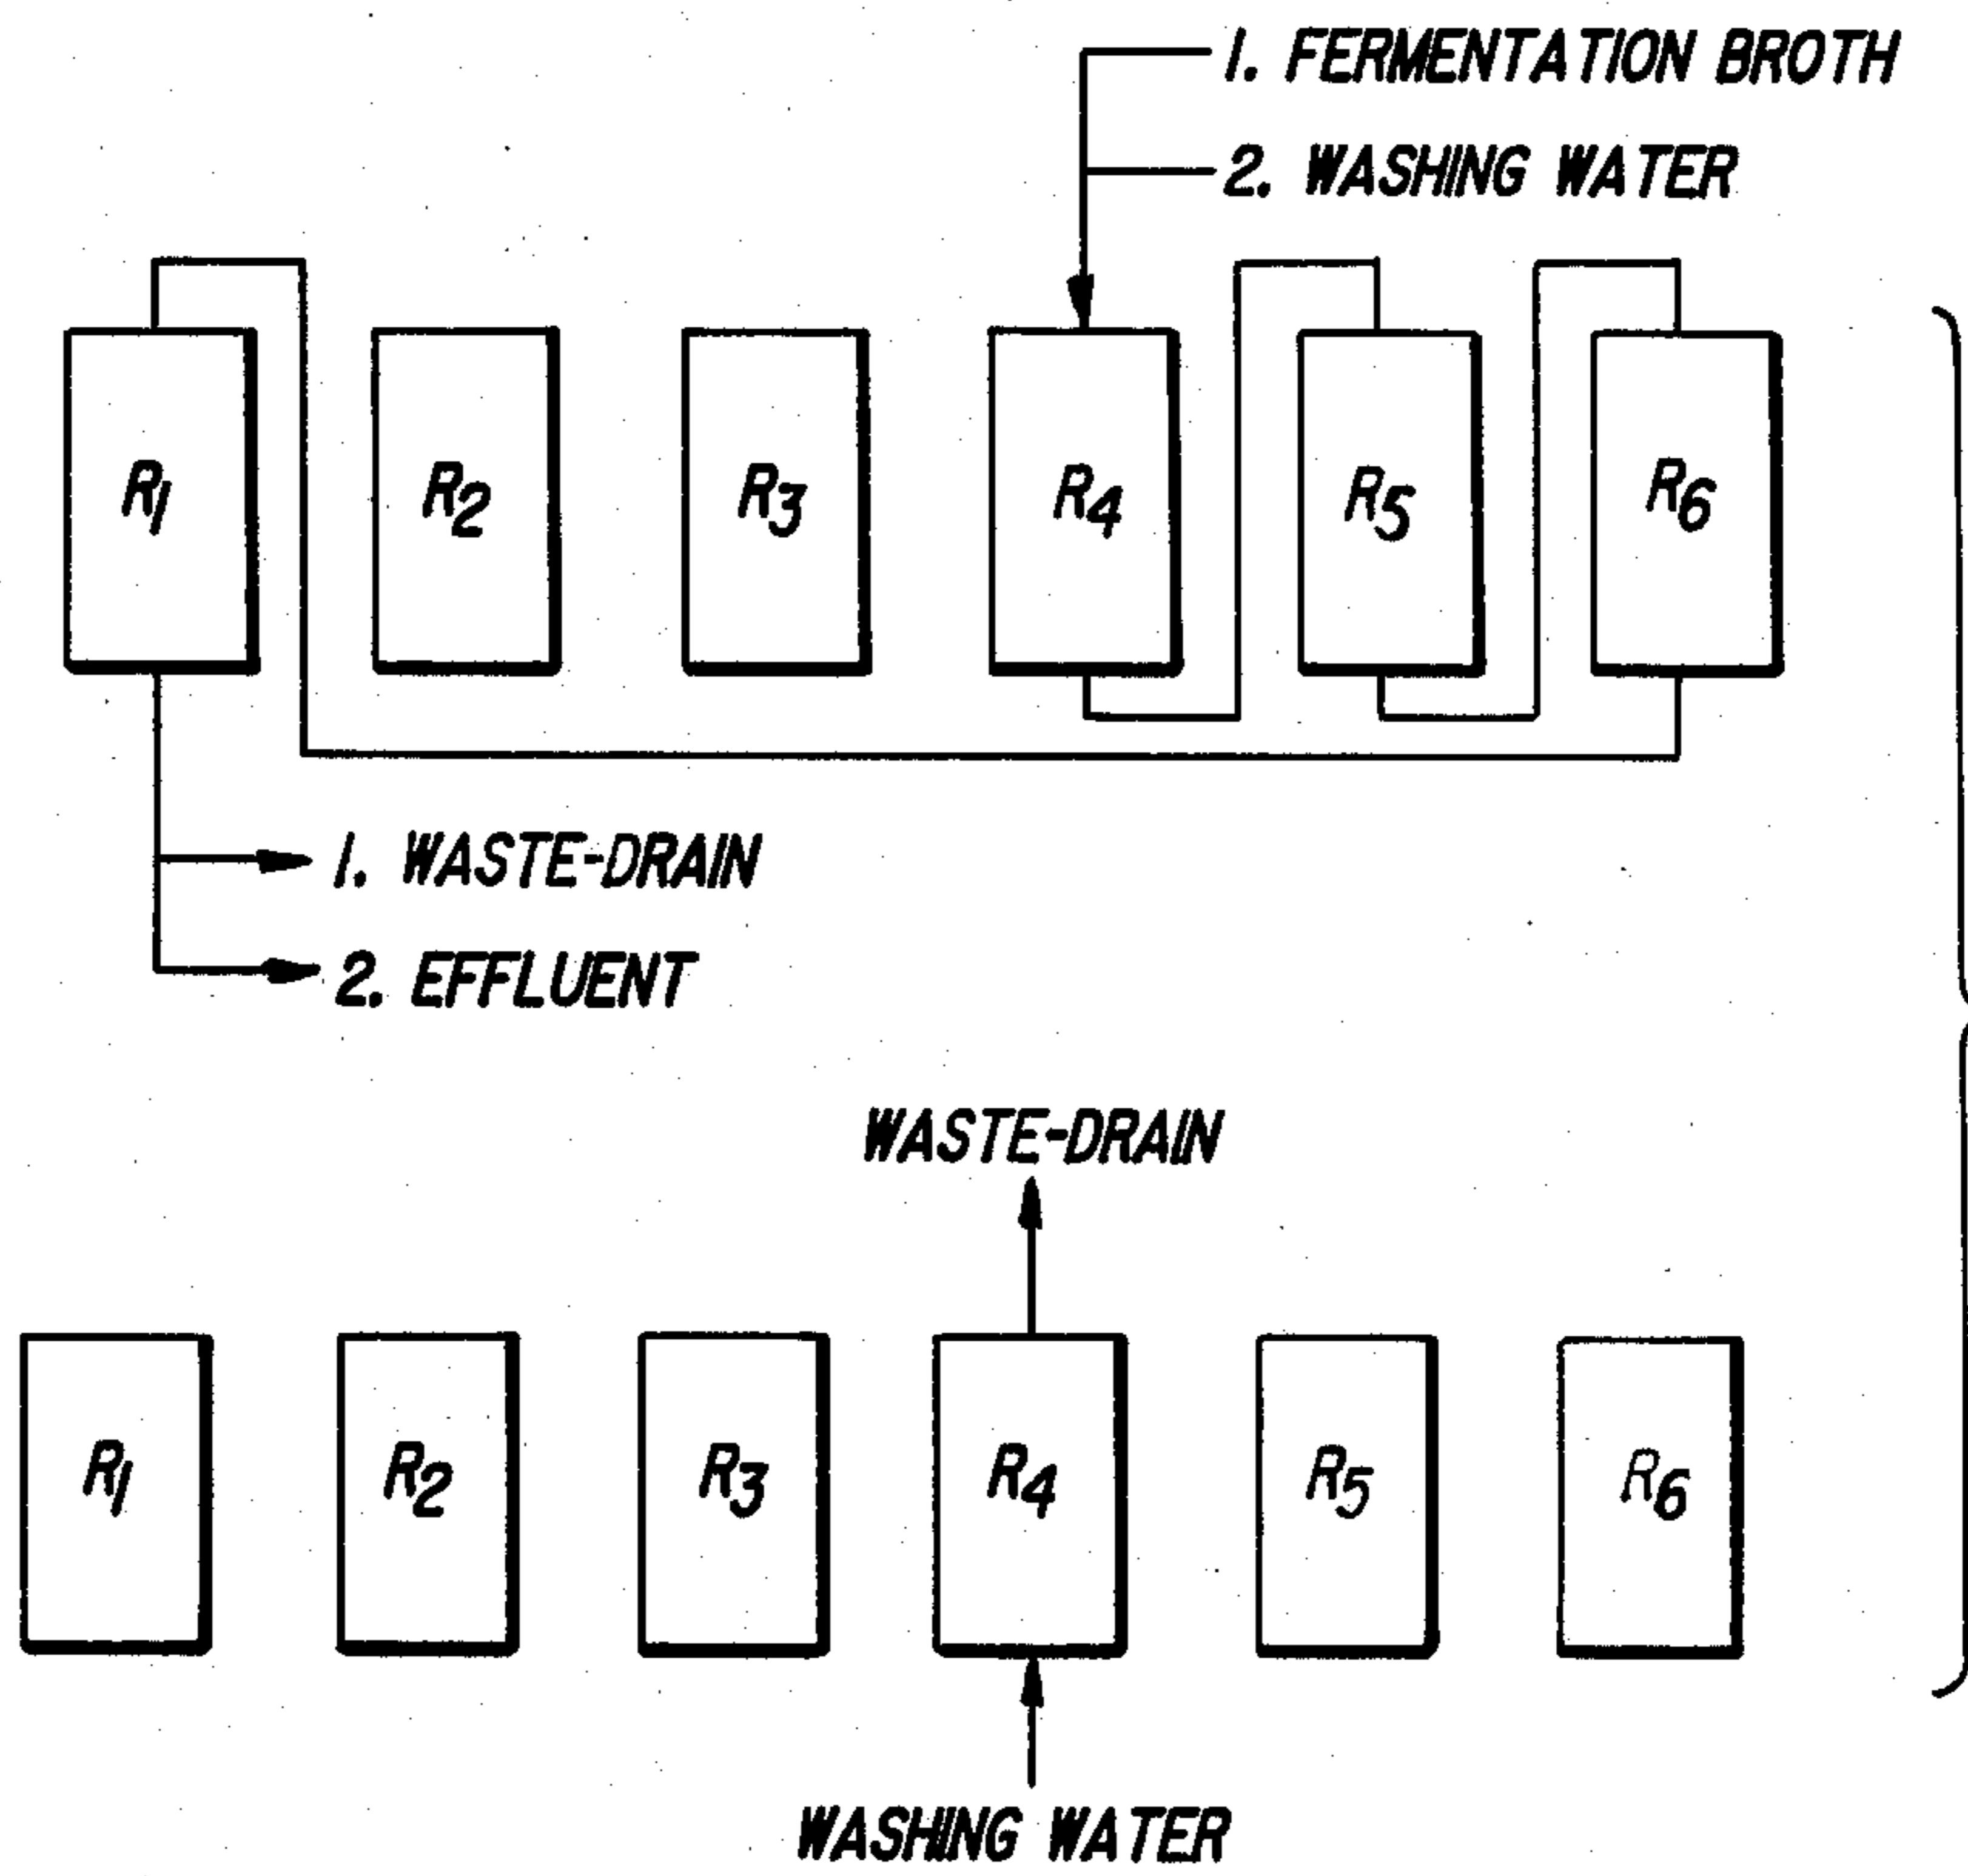 1. FERMENTATION BROTH
2. WASHING WATER
R1 R2 R3 R4 R5 R6
1. WASTE-DRAIN
2. EFFLUENT
WASTE-DRAIN
R1 R2 R3 R4 R5 R6
WASHING WATER